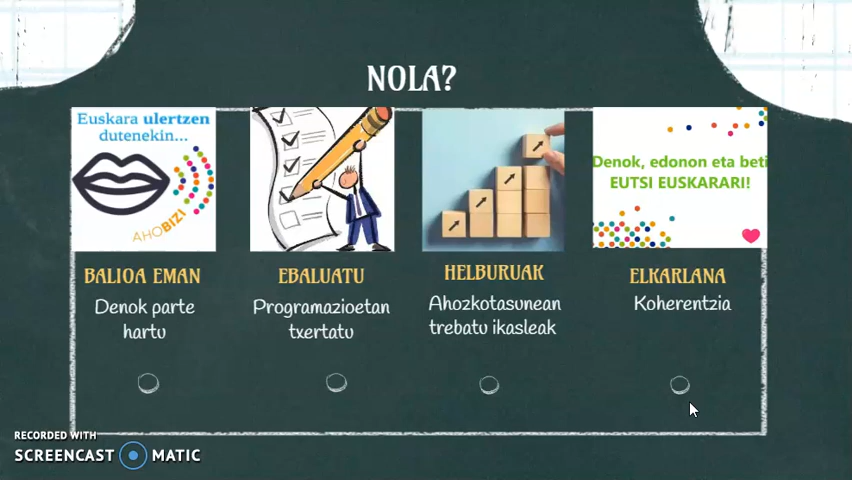 NOLA?
Euskara ulertzen
dutenekin...
AHOBIZI
Denok, edonon eta beti
EUTSI EUSKARARI!
BALIOA EMAN
Denok parte
hartu
EBALUATU
Programazioetan
txertatu
HELBURUAK
Ahozkotasunean
trebatu ikasleak
ELKARLANA
Koherentzia
RECORDED WITH
SCREENCAST MATIC